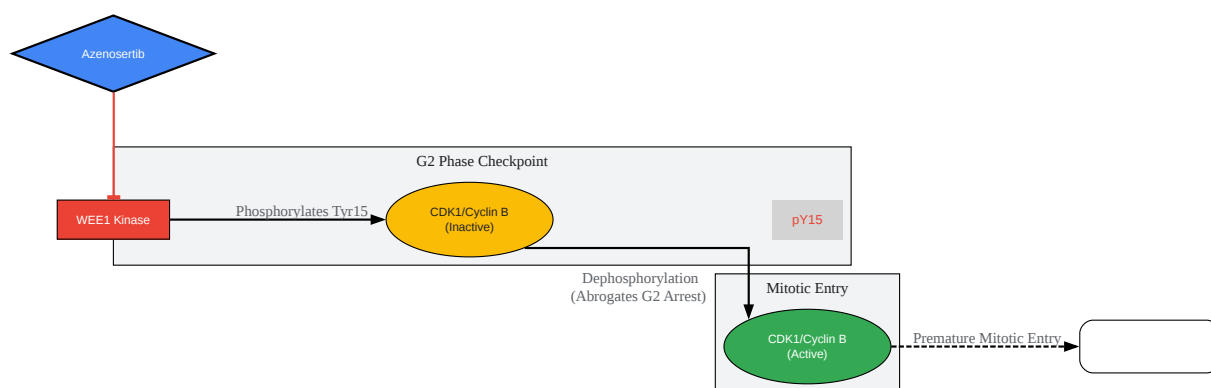 Azenosertib
G2 Phase Checkpoint
WEE1 Kinase
Phosphorylates Tyr15
CDK1/Cyclin B
(Inactive)
pY15
Dephosphorylation
(Abrogates G2 Arrest)
Mitotic Entry
CDK1/Cyclin B
(Active)
Premature Mitotic Entry